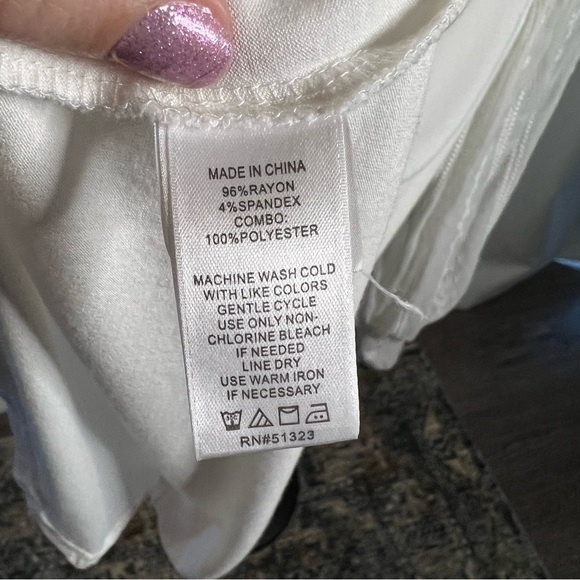 MADE IN CHINA
96%RAYON
4%SPANDEX
COMBO:
100%POLYESTER
MACHINE WASH COLD
WITH LIKE COLORS
GENTLE CYCLE
USE ONLY NON-
CHLORINE BLEACH
IF NEEDED
LINE DRY
USE WARM IRON
IF NECESSARY
RN#51323